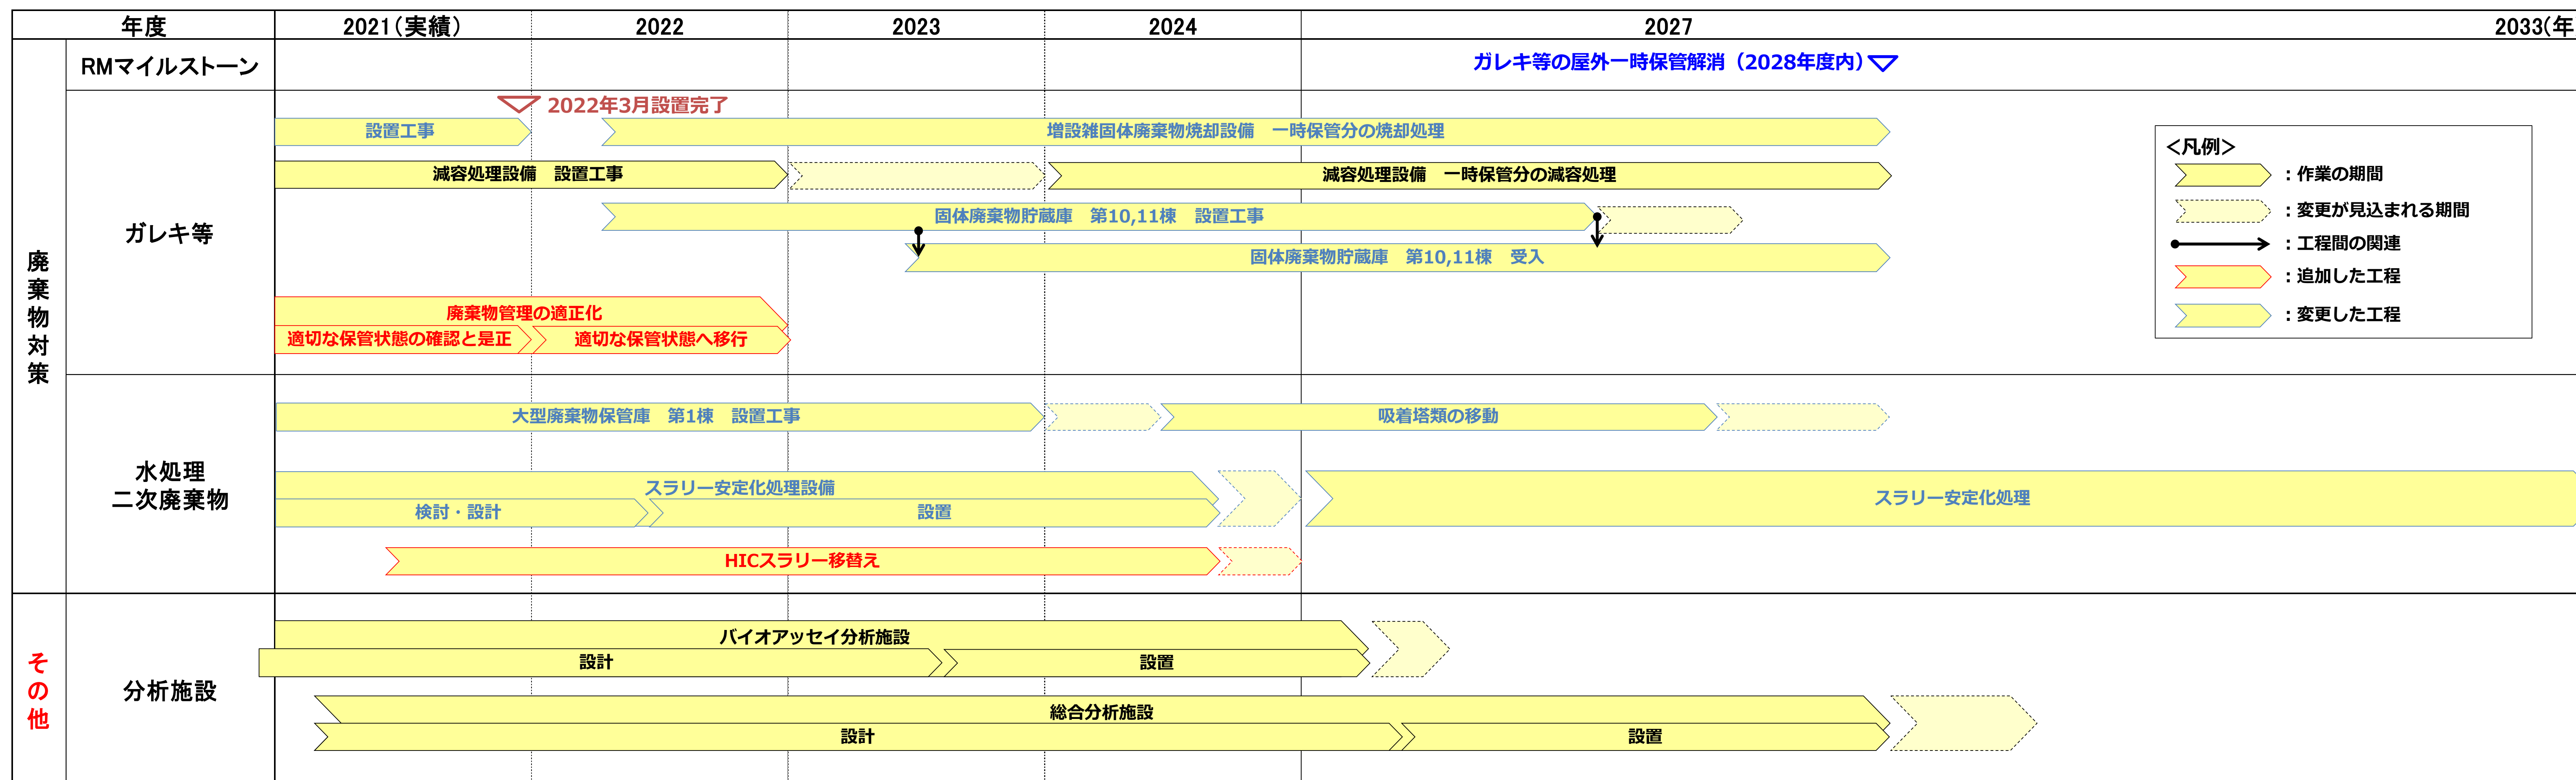 年度
2021（実績）
2022
2023
2024
2027
2033(年
RMマイルストーン
ガレキ等の屋外一時保管解消（2028年度内）
廃棄物対策
ガレキ等
2022年3月設置完了
設置工事
増設雑固体廃棄物焼却設備　一時保管分の焼却処理
減容処理設備　設置工事
減容処理設備　一時保管分の減容処理
固体廃棄物貯蔵庫　第10,11棟　設置工事
固体廃棄物貯蔵庫　第10,11棟　受入
廃棄物管理の適正化
適切な保管状態の確認と是正
適切な保管状態へ移行
＜凡例＞
：作業の期間
：変更が見込まれる期間
：工程間の関連
：追加した工程
：変更した工程
水処理
二次廃棄物
大型廃棄物保管庫　第1棟　設置工事
吸着塔類の移動
スラリー安定化処理設備
検討・設計
設置
スラリー安定化処理
HICスラリー移替え
その他
分析施設
バイオアッセイ分析施設
設計
設置
総合分析施設
設計
設置